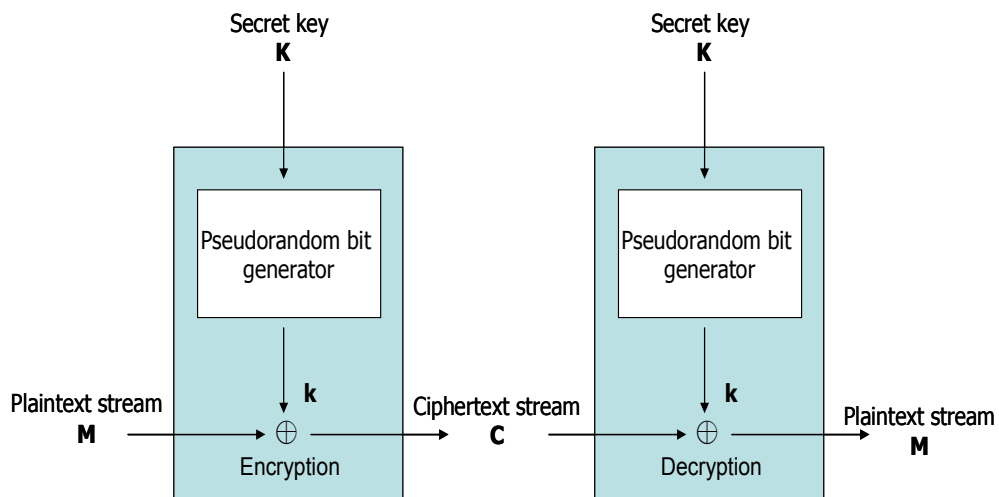 Secret key
K
Secret key
K
Pseudorandom bit
generator
Pseudorandom bit
generator
k
k
Plaintext stream
M
Ciphertext stream
C
Plaintext stream
M
Encryption
Decryption